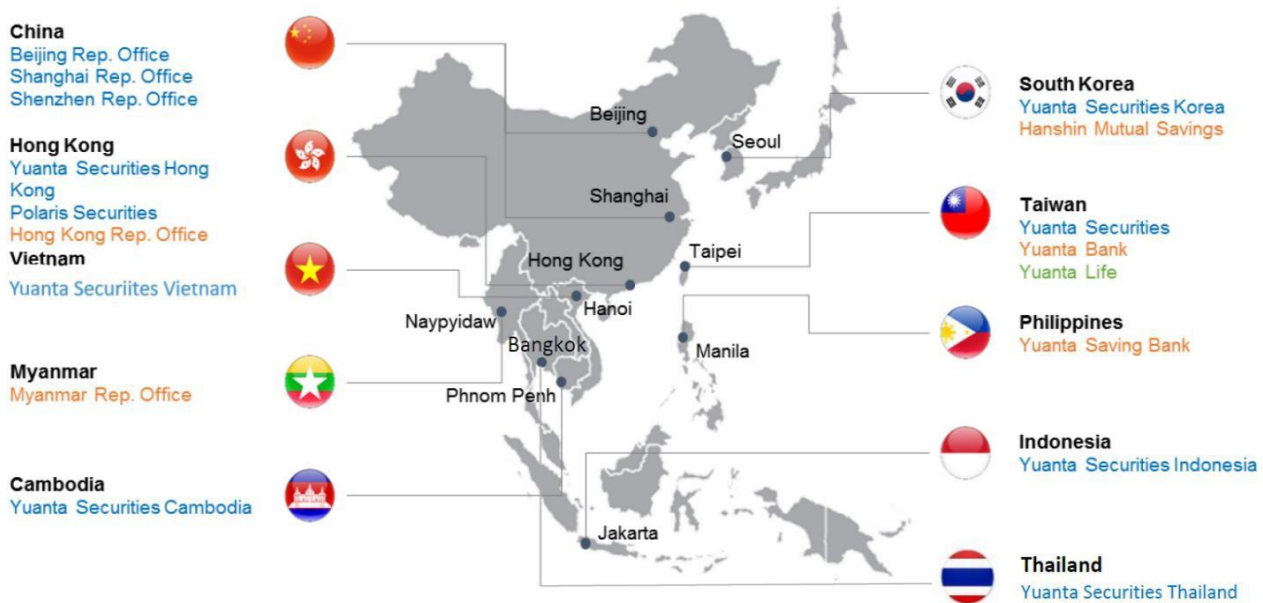 China
Beijing Rep. Office
Shanghai Rep. Office
Shenzhen Rep. Office
Hong Kong
Yuanta Securities Hong
Kong
Polaris Securities
Hong Kong Rep. Office
Vietnam
Yuanta Securiites Vietnam
Myanmar
Myanmar Rep. Office
Cambodia
Yuanta Securities Cambodia
Beijing
Seoul
Shanghai
Taipei
Hong Kong
Hanoi
Naypyidaw
Bangkok
Manila
Phnom Penh
Jakarta
South Korea
Yuanta Securities Korea
Hanshin Mutual Savings
Taiwan
Yuanta Securities
Yuanta Bank
Yuanta Life
Philippines
Yuanta Saving Bank
Indonesia
Yuanta Securities Indonesia
Thailand
Yuanta Securities Thailand